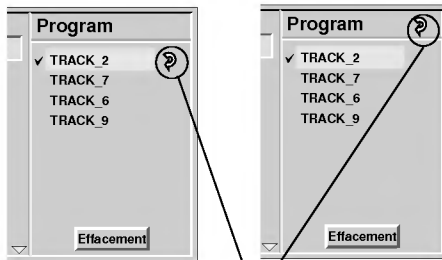 Program
✓ TRACK_2
TRACK_7
TRACK_6
TRACK_9
Effacement
Program
✓ TRACK_2
TRACK_7
TRACK_6
TRACK_9
Effacement